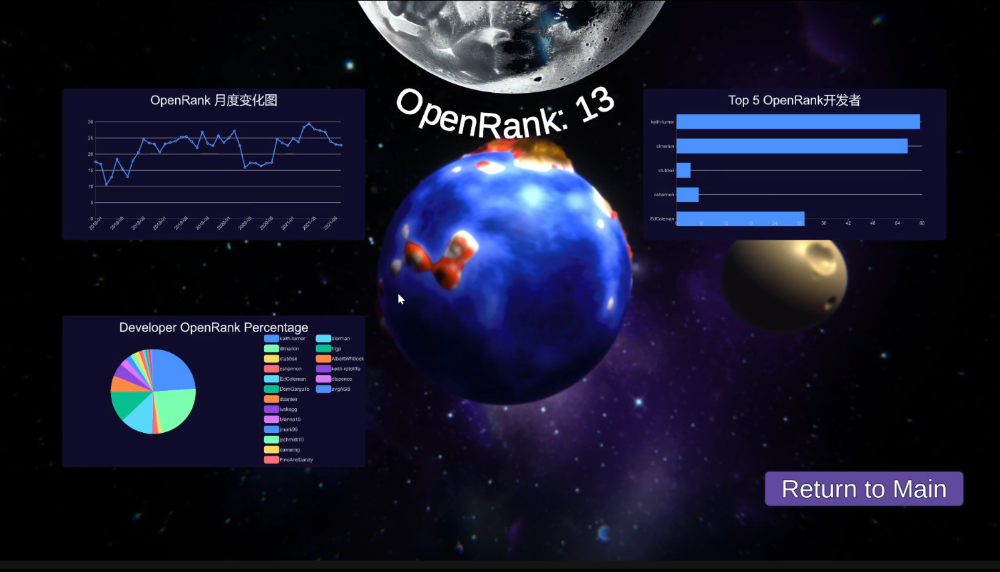 OpenRank: 13
OpenRank 月度变化图
30
25
20
15
10
5
0
2018-01
2018-05
2018-09
2019-01
2019-05
2019-09
2020-01
2020-05
2020-09
2021-01
2021-05
2021-09
Top 5 OpenRank开发者
keith-turner
dlmarion
ctubbsii
cshannon
EdColeman
0 6 12 18 24 30 36 42 48 54 60
Developer OpenRank Percentage
keith-turner
dlmarion
ctubbsii
cshannon
EdColeman
DomGarguilo
ddanielr
ivakegg
Manno15
jmark99
jschmidt10
cawaring
FineAndDandy
alerman
hlgp
AlbertWhitlock
keith-ratcliffe
dtspence
avgAGB
Return to Main